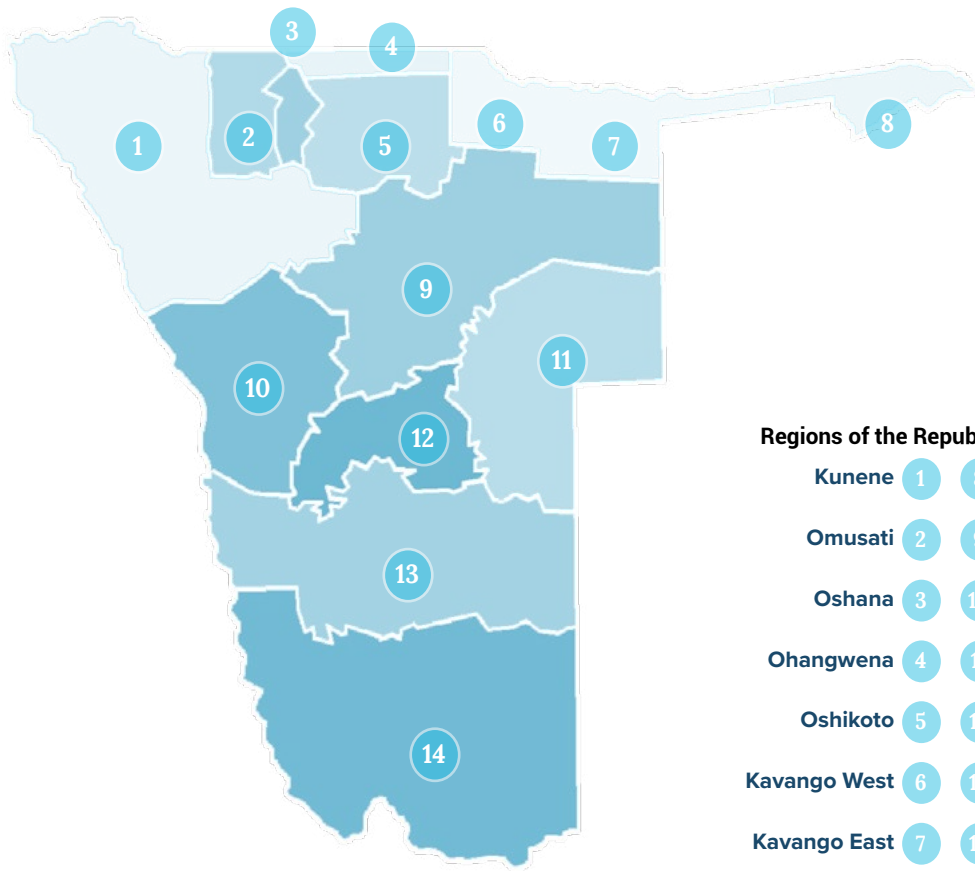 3
4
1
2
5
6
7
8
9
10
11
12
13
14
Regions of the Repub
Kunene 1
Omusati 2
Oshana 3
Ohangwena 4
Oshikoto 5
Kavango West 6
Kavango East 7